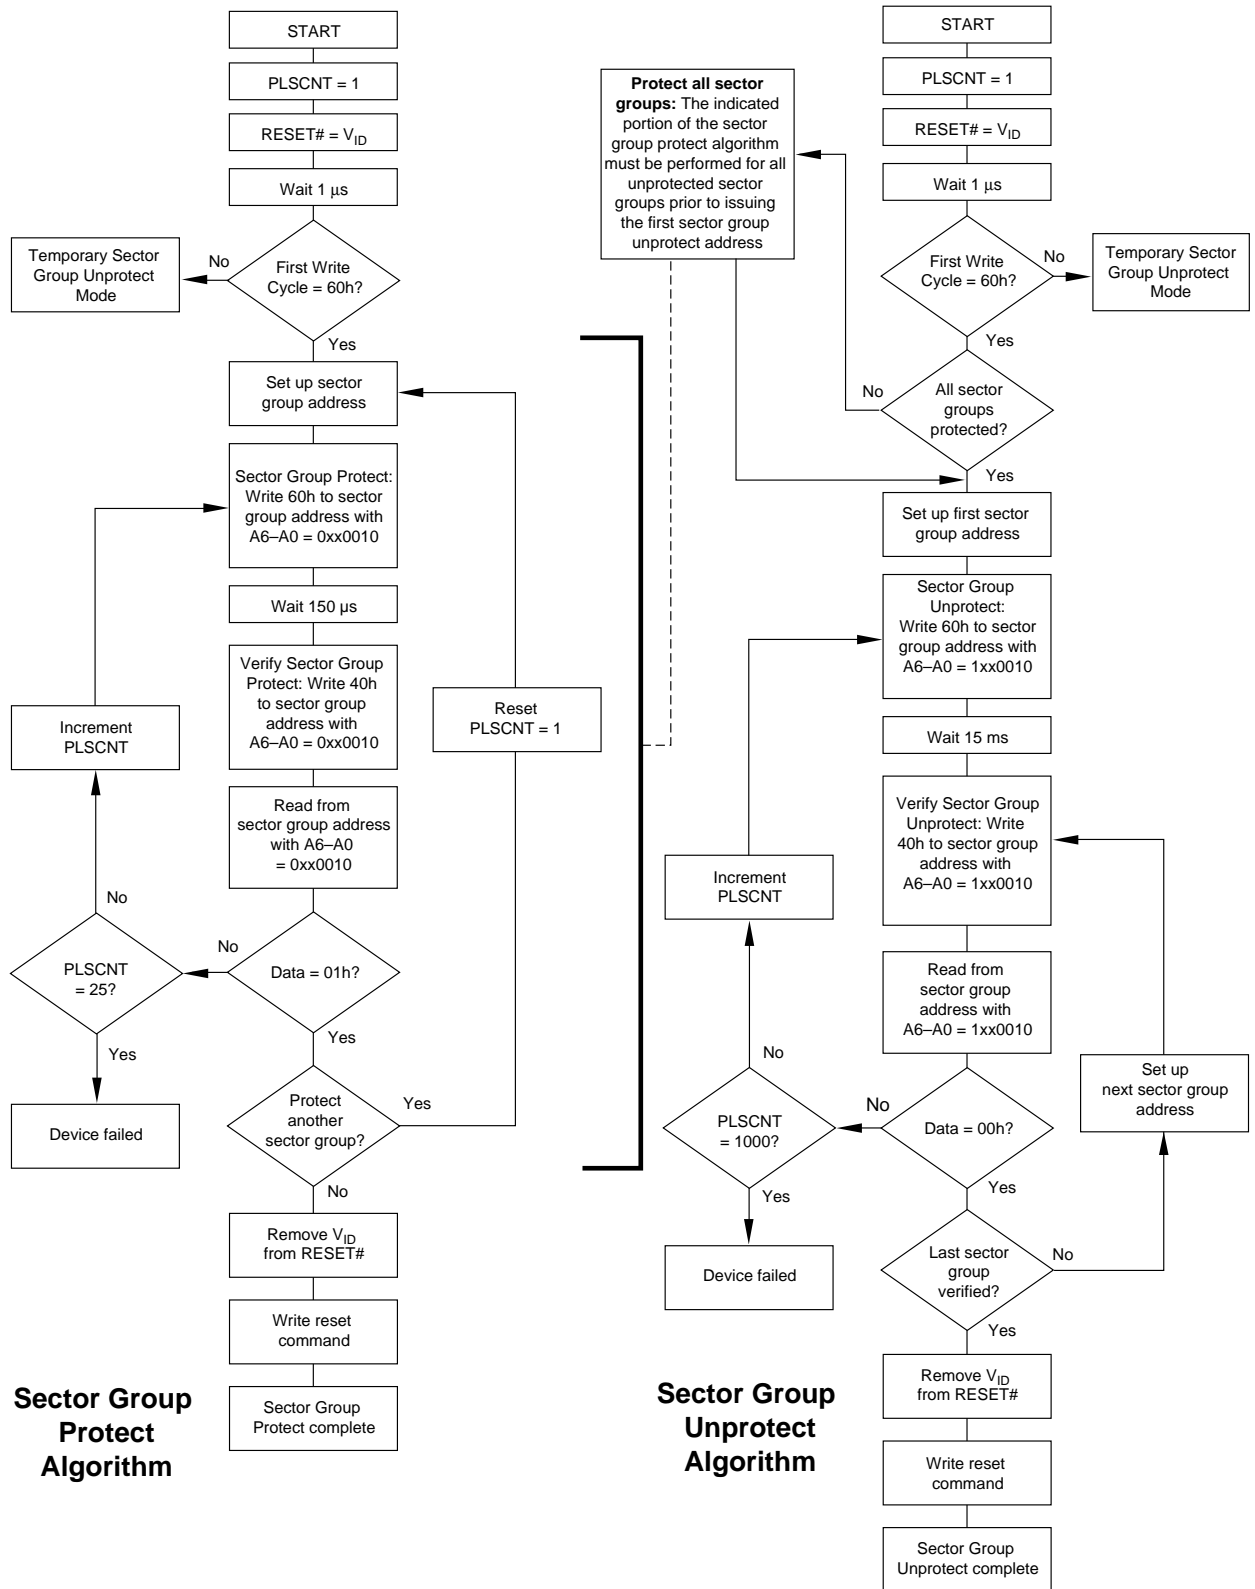 START
PLSCNT = 1
RESET# = VID
Wait 1 μs
First Write
Cycle = 60h?
No
Temporary Sector
Group Unprotect
Mode
Yes
Set up sector
group address
Sector Group Protect:
Write 60h to sector
group address with
A6–A0 = 0xx0010
Wait 150 µs
Verify Sector Group
Protect: Write 40h
to sector group
address with
A6–A0 = 0xx0010
Increment
PLSCNT
Reset
PLSCNT = 1
Read from
sector group address
with A6–A0
= 0xx0010
No
No
PLSCNT
= 25?
Data = 01h?
Yes
Yes
Device failed
Protect
another
sector group?
Yes
No
Remove VID
from RESET#
Write reset
command
Sector Group
Protect complete
Sector Group
Protect
Algorithm
Protect all sector
groups: The indicated
portion of the sector
group protect algorithm
must be performed for all
unprotected sector
groups prior to issuing
the first sector group
unprotect address
START
PLSCNT = 1
RESET# = VID
Wait 1 μs
First Write
Cycle = 60h?
No
Temporary Sector
Group Unprotect
Mode
Yes
No
All sector
groups
protected?
Yes
Set up first sector
group address
Sector Group
Unprotect:
Write 60h to sector
group address with
A6–A0 = 1xx0010
Wait 15 ms
Verify Sector Group
Unprotect: Write
40h to sector group
address with
A6–A0 = 1xx0010
Increment
PLSCNT
Read from
sector group
address with
A6–A0 = 1xx0010
No
No
Set up
next sector group
address
PLSCNT
= 1000?
Data = 00h?
Yes
Yes
Device failed
Last sector
group
verified?
No
Yes
Remove VID
from RESET#
Write reset
command
Sector Group
Unprotect complete
Sector Group
Unprotect
Algorithm